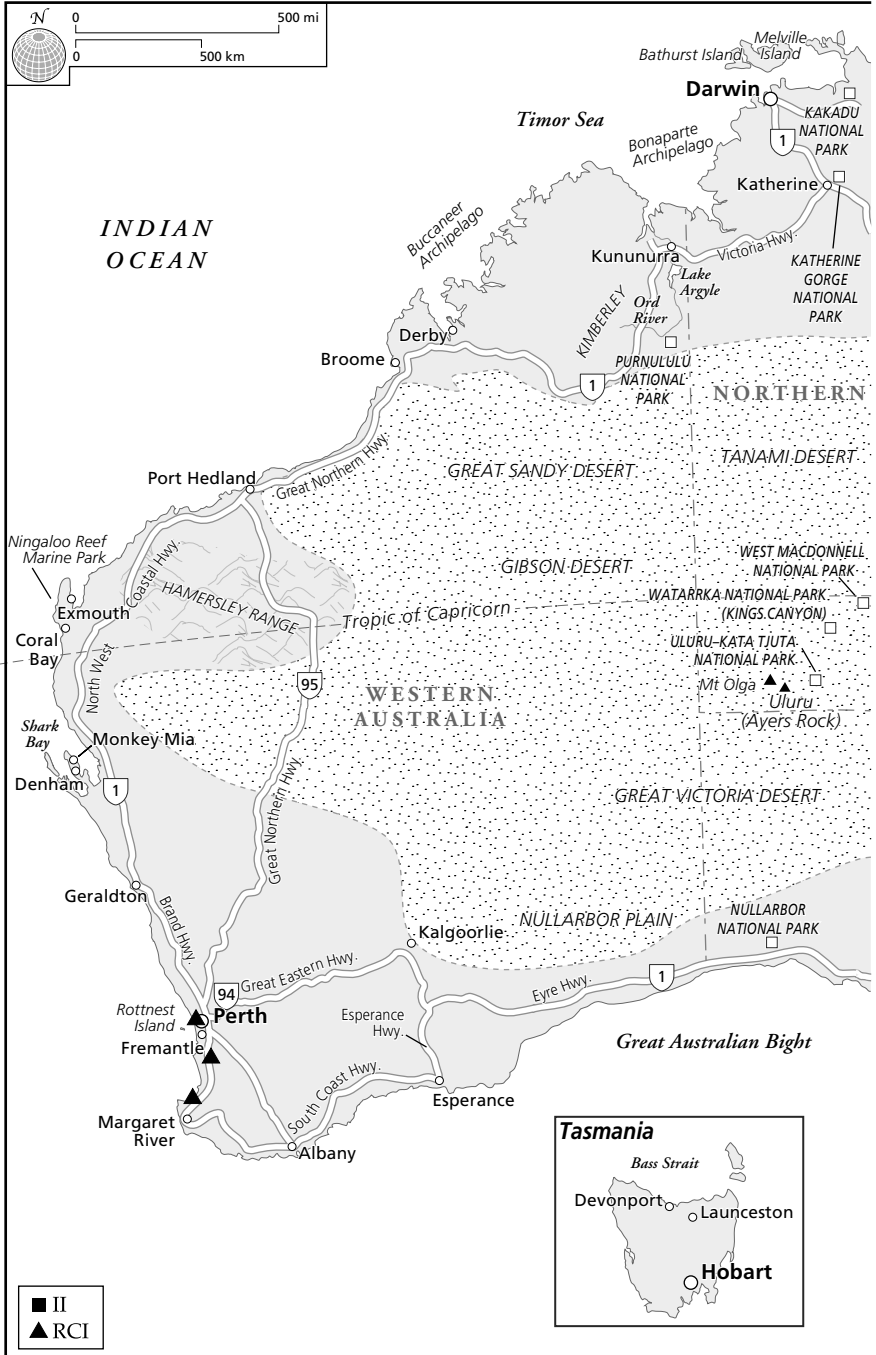 N
0 500 mi
0 500 km
Bathurst Island
Melville
Island
Darwin
KAKADU
NATIONAL
PARK
Timor Sea
1
Bonaparte
Archipelago
Katherine
INDIAN
OCEAN
Buccaneer
Archipelago
Kununurra
Victoria Hwy.
Lake
Argyle
KATHERINE
GORGE
NATIONAL
PARK
KIMBERLEY
Ord
River
Derby
Broome
1
PURNULULU
NATIONAL
PARK
NORTHERN
Great Northern Hwy.
GREAT SANDY DESERT
TANAMI DESERT
Port Hedland
Ningaloo Reef
Marine Park
Coastal Hwy.
GIBSON DESERT
WEST MACDONNELL
NATIONAL PARK
Exmouth
HAMERSLEY RANGE
Tropic of Capricorn
WATARRKA NATIONAL PARK
(KINGS CANYON)
Coral
Bay
North West
ULURU-KATA TJUTA
NATIONAL PARK
95
Mt Olga
WESTERN
AUSTRALIA
Uluru
(Ayers Rock)
Shark
Bay
Monkey Mia
Denham
1
Great Northern Hwy.
GREAT VICTORIA DESERT
Geraldton
Brand Hwy.
NULLARBOR PLAIN
NULLARBOR
NATIONAL PARK
Kalgoorlie
Great Eastern Hwy.
94
Eyre Hwy.
1
Rottnest
Island
Perth
Esperance
Hwy.
Fremantle
Great Australian Bight
South Coast Hwy.
Esperance
Margaret
River
Albany
Tasmania
Bass Strait
Devonport
Launceston
Hobart
II
RCI